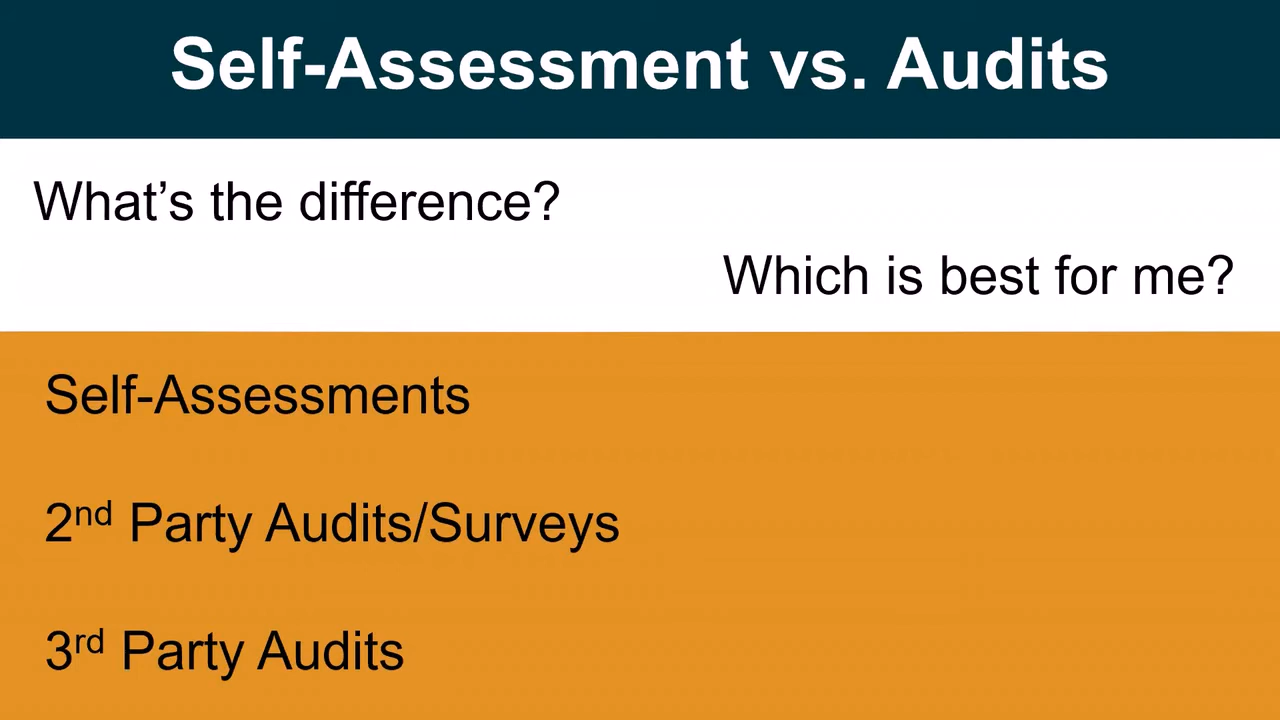 Self-Assessment vs. Audits
What’s the difference?
Which is best for me?
Self-Assessments
2nd Party Audits/Surveys
3rd Party Audits